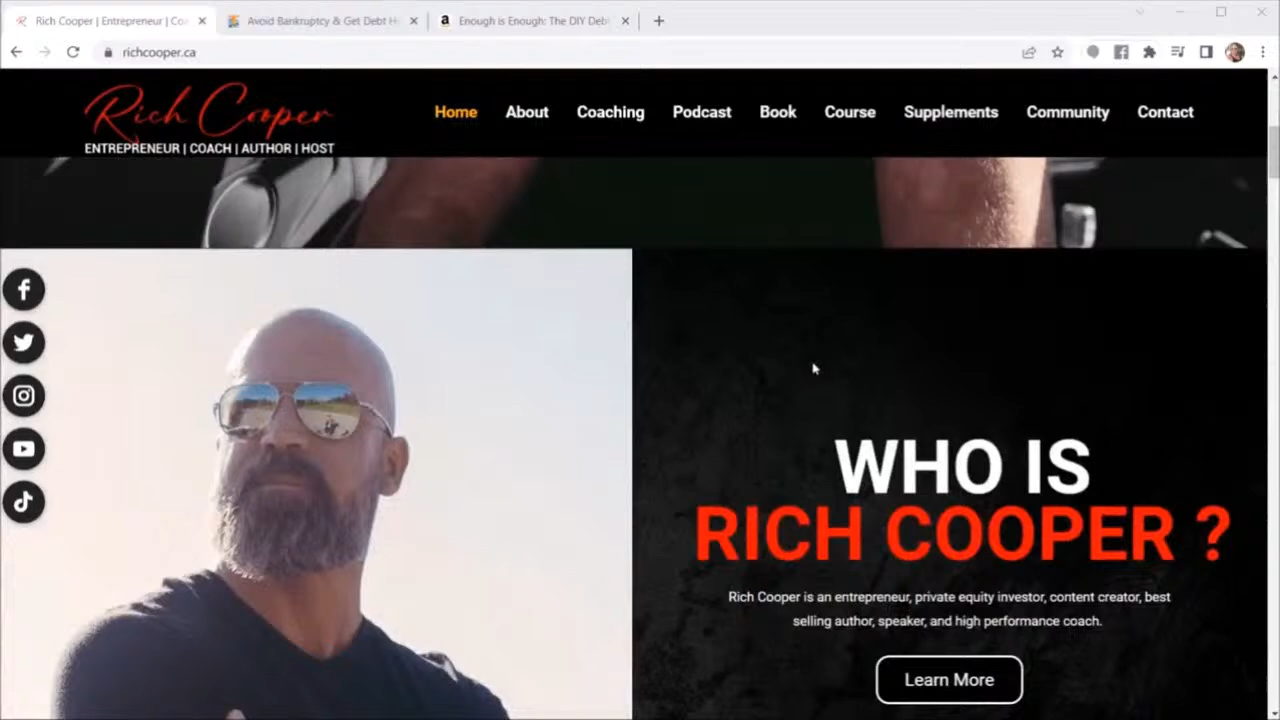 Rich Cooper | Entrepreneur | Coa
Avoid Bankruptcy & Get Debt H
Enough is Enough: The DIY Deb
richcooper.ca
Rich Cooper
ENTREPRENEUR | COACH | AUTHOR | HOST
Home About Coaching Podcast Book Course Supplements Community Contact
WHO IS
RICH COOPER ?
Rich Cooper is an entrepreneur, private equity investor, content creator, best
selling author, speaker, and high performance coach.
Learn More